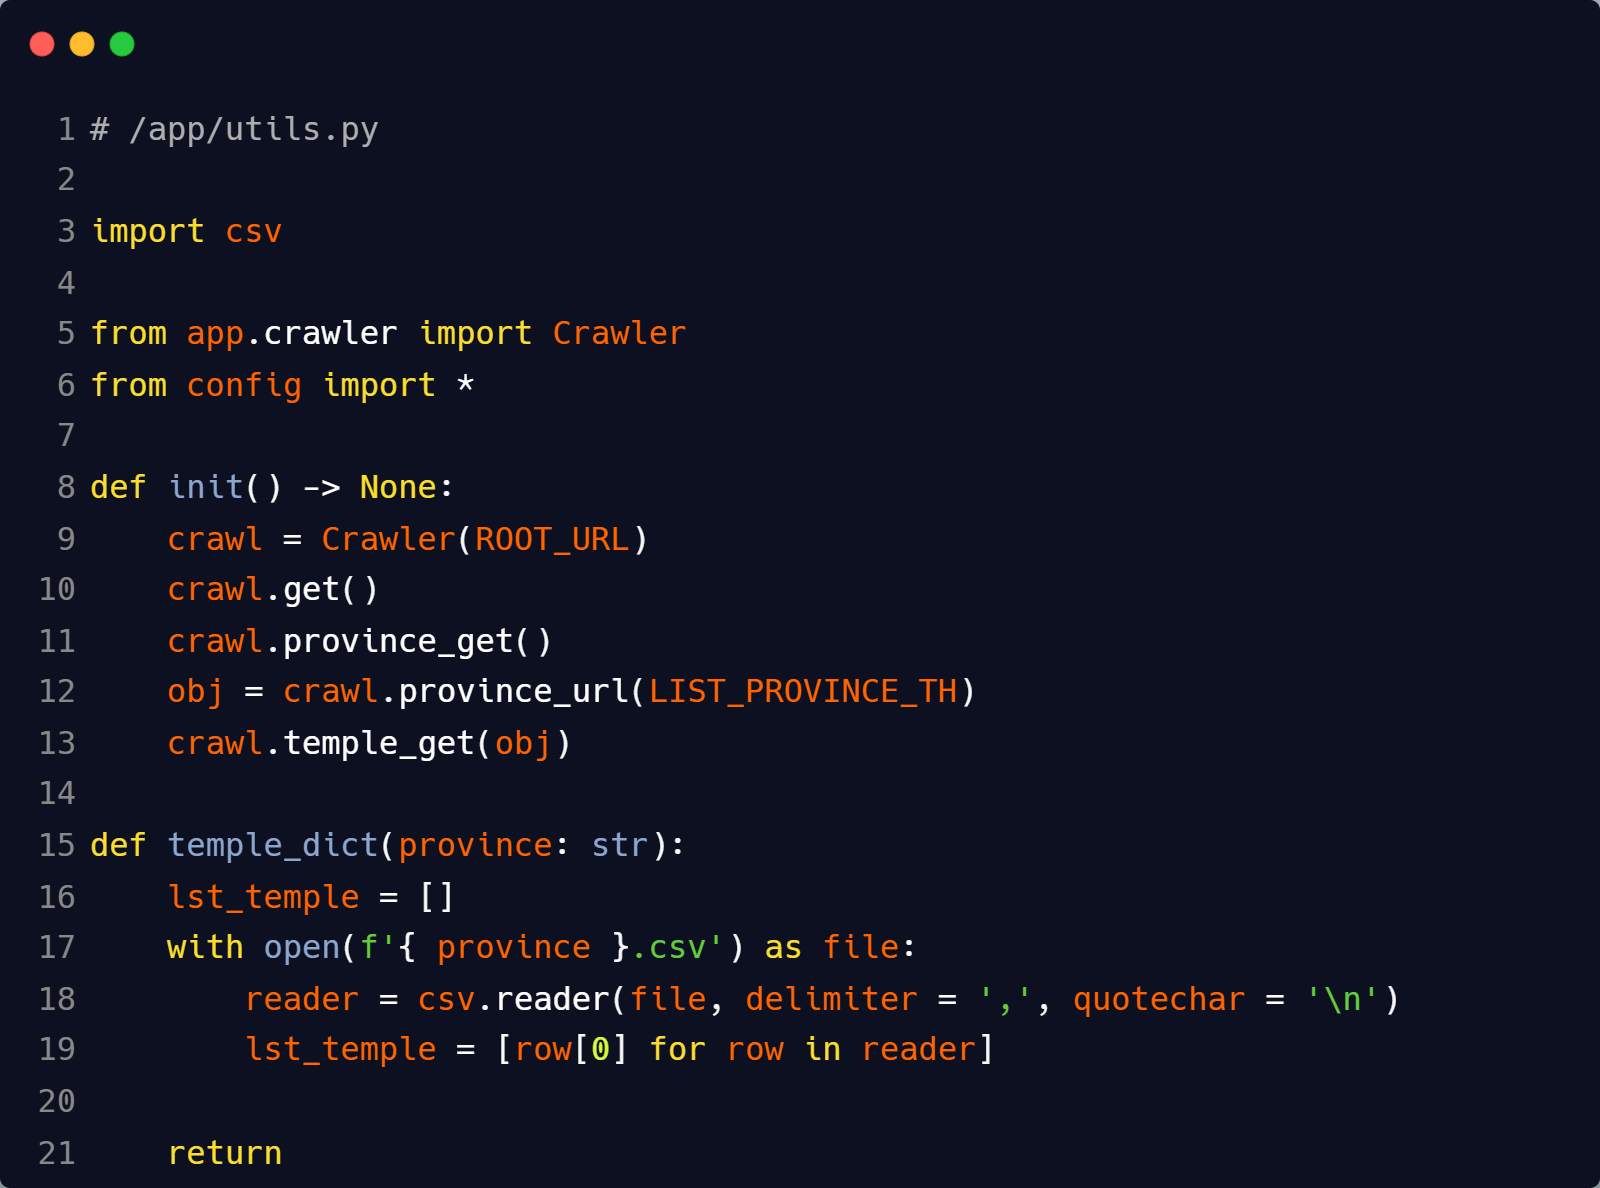 1 # /app/utils.py
2
3 import csv
4
5 from app.crawler import Crawler
6 from config import *
7
8 def init() -> None:
9     crawl = Crawler(ROOT_URL)
10     crawl.get()
11     crawl.province_get()
12     obj = crawl.province_url(LIST_PROVINCE_TH)
13     crawl.temple_get(obj)
14
15 def temple_dict(province: str):
16     lst_temple = []
17     with open(f'{ province }.csv') as file:
18         reader = csv.reader(file, delimiter = ',', quotechar = '\n')
19         lst_temple = [row[0] for row in reader]
20
21     return